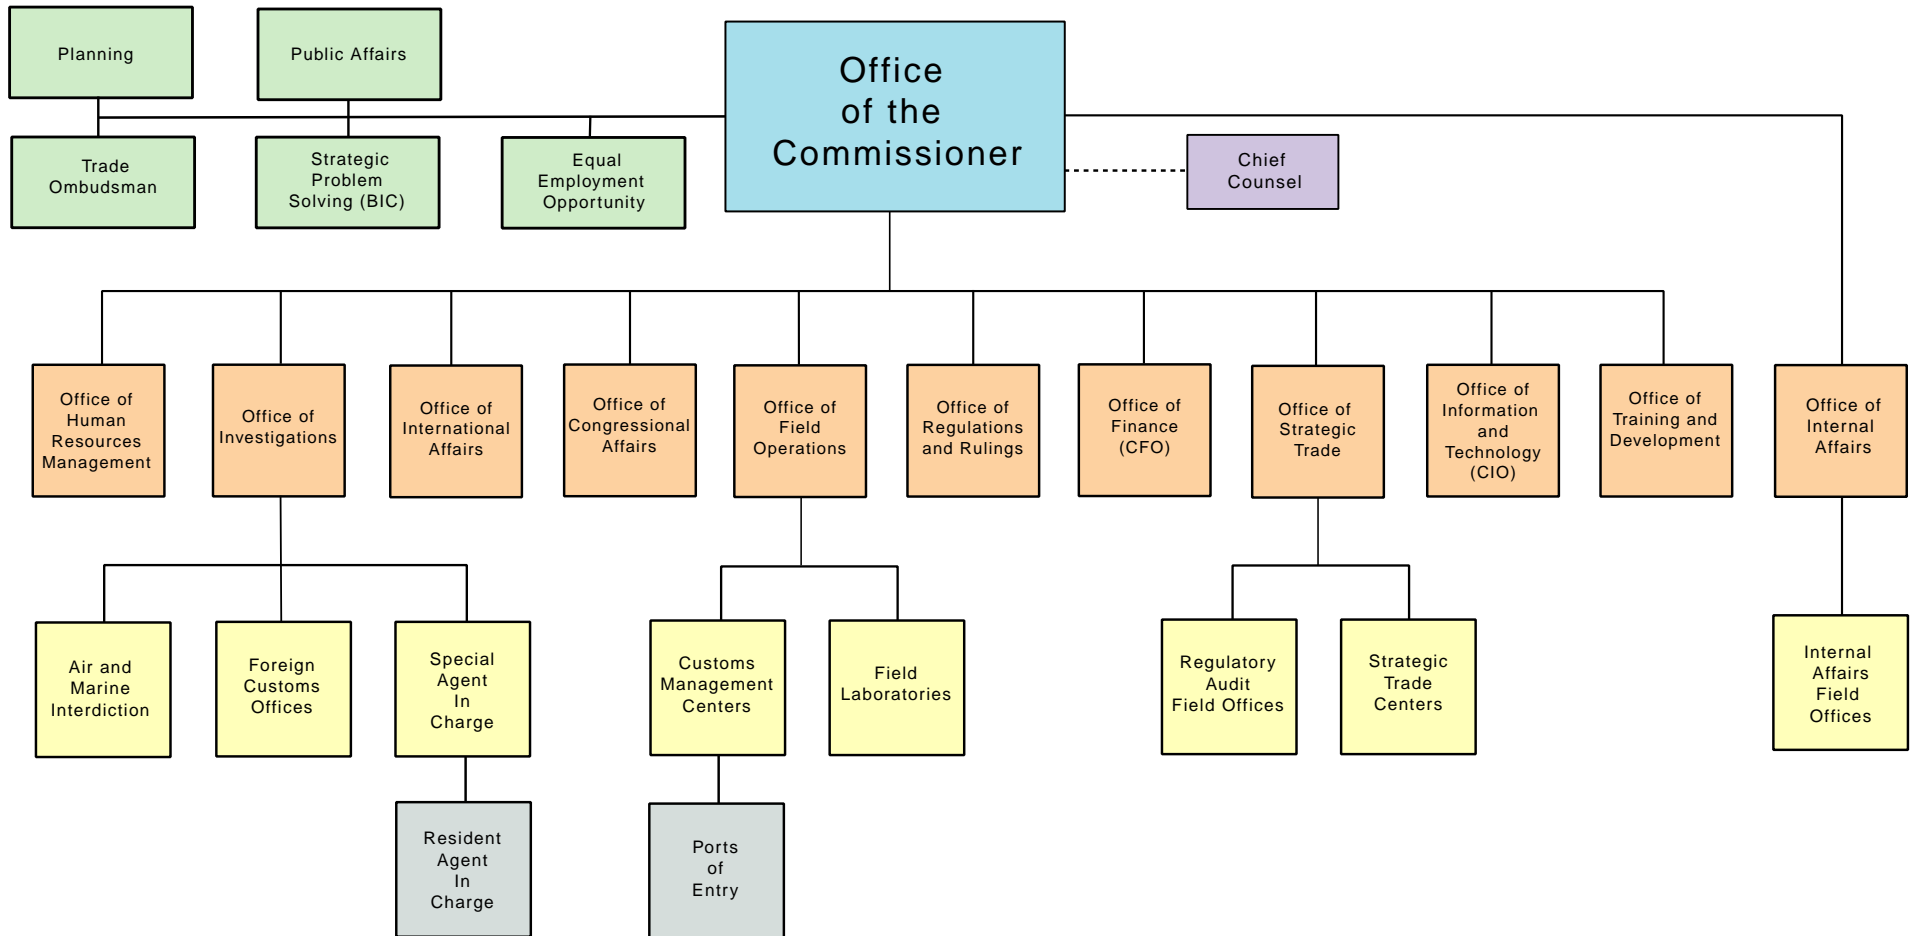 Planning
Public Affairs
Office
of the
Commissioner
Trade
Ombudsman
Strategic
Problem
Solving (BIC)
Equal
Employment
Opportunity
Chief
Counsel
Office of
Human
Resources
Management
Office of
Investigations
Office of
International
Affairs
Office of
Congressional
Affairs
Office of
Field
Operations
Office of
Regulations
and Rulings
Office of
Finance
(CFO)
Office of
Strategic
Trade
Office of
Information
and
Technology
(CIO)
Office of
Training and
Development
Office of
Internal
Affairs
Air and
Marine
Interdiction
Foreign
Customs
Offices
Special
Agent
In
Charge
Customs
Management
Centers
Field
Laboratories
Regulatory
Audit
Field Offices
Strategic
Trade
Centers
Internal
Affairs
Field
Offices
Resident
Agent
In
Charge
Ports
of
Entry